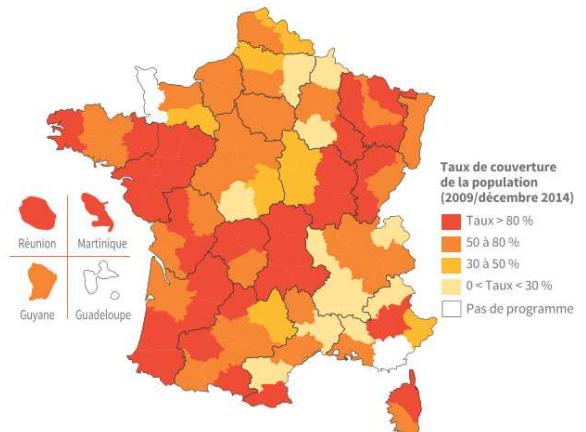 Réunion
Martinique
Guyane
Guadeloupe
Taux de couverture
de la population
(2009/décembre 2014)
Taux > 80 %
50 à 80 %
30 à 50 %
0 < Taux < 30 %
Pas de programme